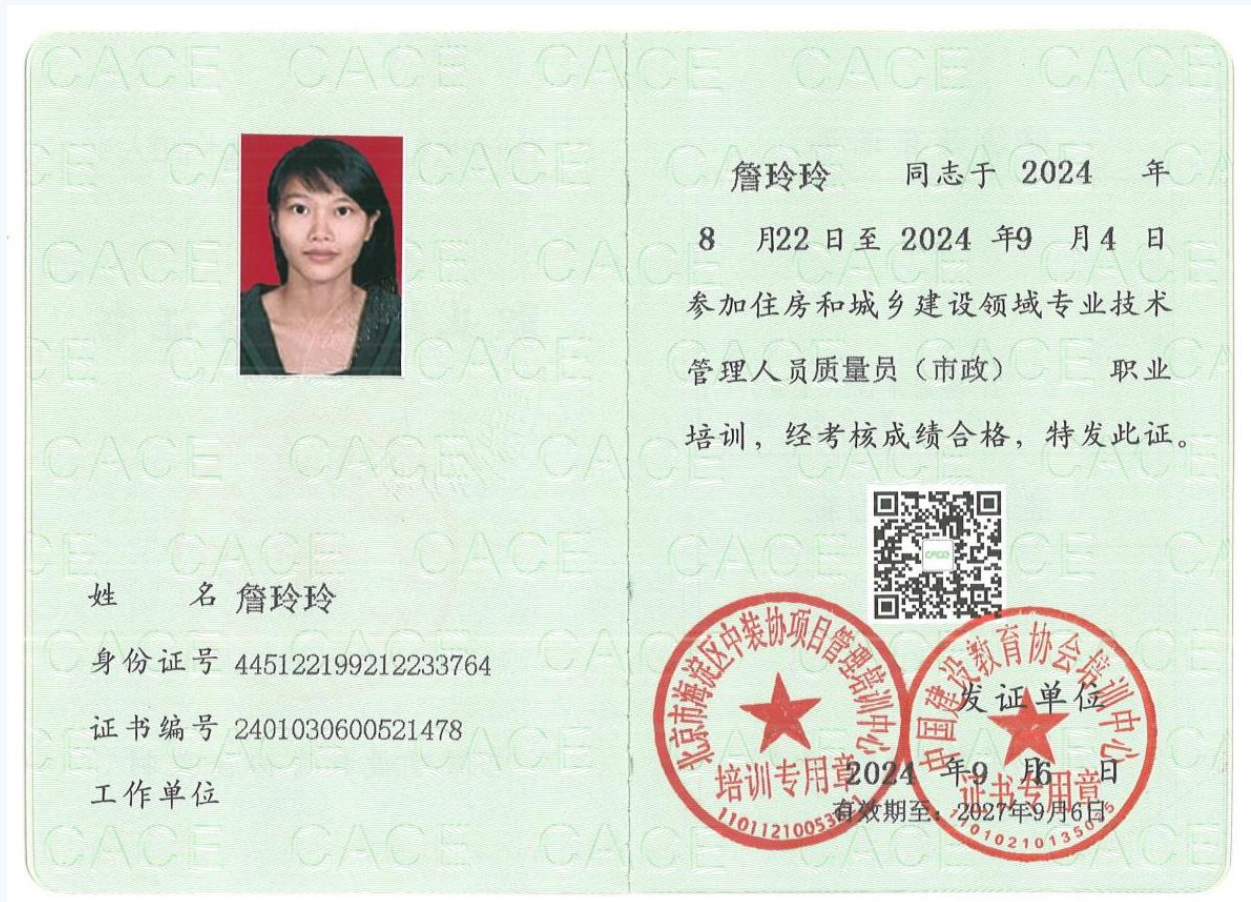 姓 名 詹玲玲
身份证号 445122199212233764
证书编号 2401030600521478
工作单位
詹玲玲 同志于 2024 年
8 月22 日至 2024 年9 月4 日
参加住房和城乡建设领域专业技术
管理人员质量员（市政） 职业
培训，经考核成绩合格，特发此证。
CACE
北京市海淀区中装协项目管理培训中心
培训专用章
中国建设教育协会培训中心
证书专用章
发证单位
2024 年9 月6 日
有效期至：2027年9月6日